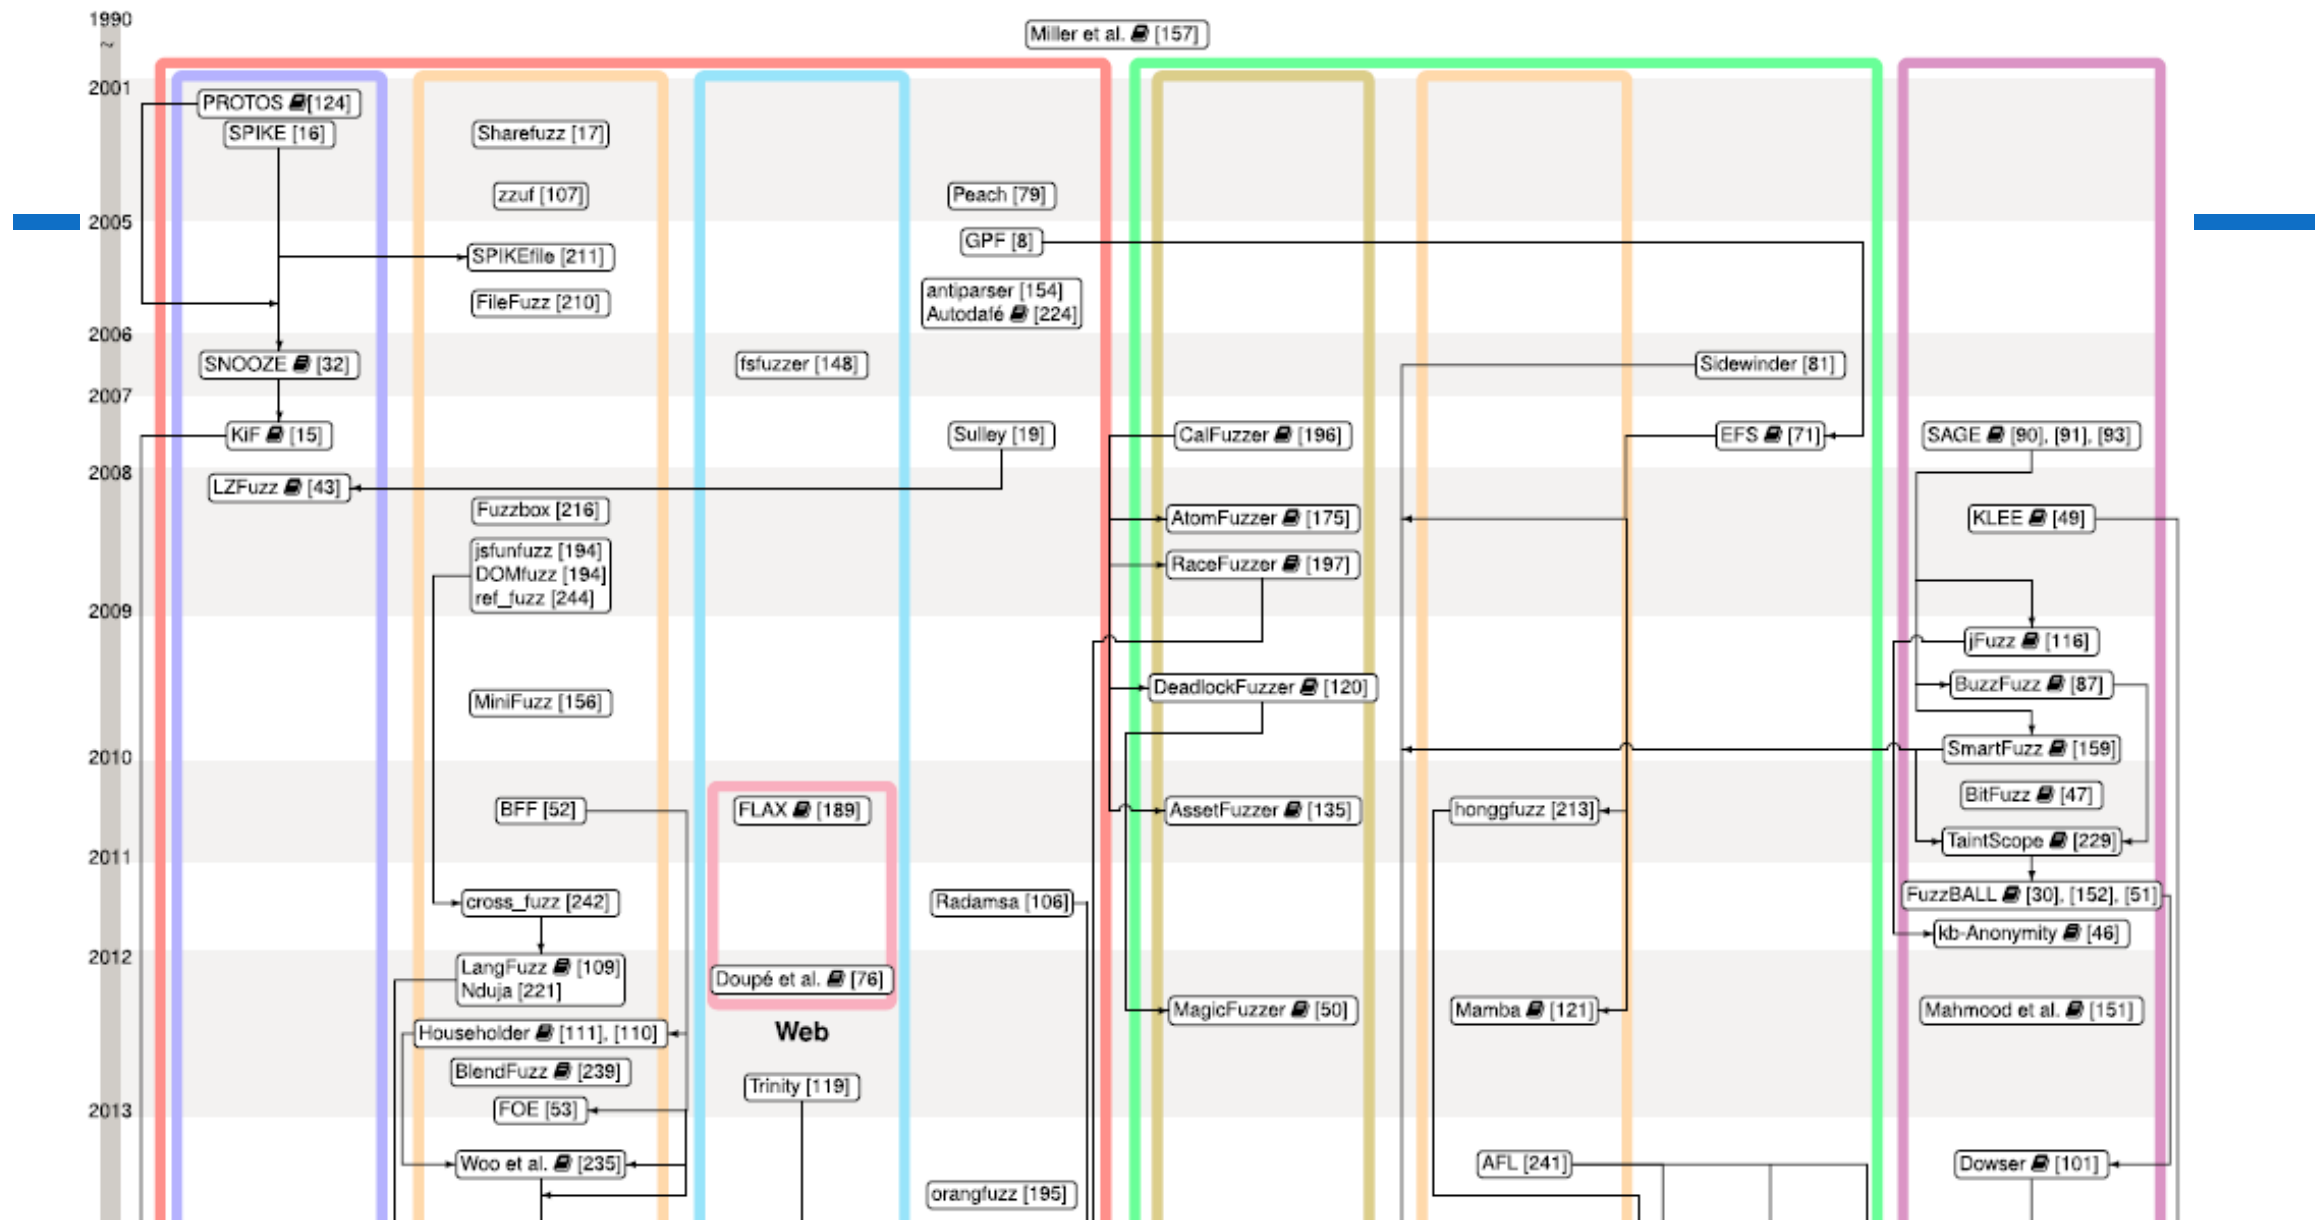 1990
~
Miller et al. [157]
2001
PROTOS [124]
SPIKE [16]
Sharefuzz [17]
zzuf [107]
Peach [79]
2005
GPF [8]
SPIKEfile [211]
antiparser [154]
Autodafé [224]
FileFuzz [210]
2006
SNOOZE [32]
fsfuzzer [148]
Sidewinder [81]
2007
KiF [15]
Sulley [19]
CalFuzzer [196]
EFS [71]
SAGE [90], [91], [93]
2008
LZFuzz [43]
Fuzzbox [216]
AtomFuzzer [175]
KLEE [49]
jsfunfuzz [194]
DOMfuzz [194]
ref_fuzz [244]
RaceFuzzer [197]
2009
jFuzz [116]
DeadlockFuzzer [120]
BuzzFuzz [87]
MiniFuzz [156]
SmartFuzz [159]
2010
BitFuzz [47]
BFF [52]
FLAX [189]
AssetFuzzer [135]
honggfuzz [213]
TaintScope [229]
2011
FuzzBALL [30], [152], [51]
cross_fuzz [242]
Radamsa [106]
kb-Anonymity [46]
2012
LangFuzz [109]
Nduja [221]
Doupé et al. [76]
MagicFuzzer [50]
Mamba [121]
Mahmood et al. [151]
Householder [111], [110]
Web
BlendFuzz [239]
Trinity [119]
2013
FOE [53]
Woo et al. [235]
AFL [241]
Dowser [101]
orangfuzz [195]